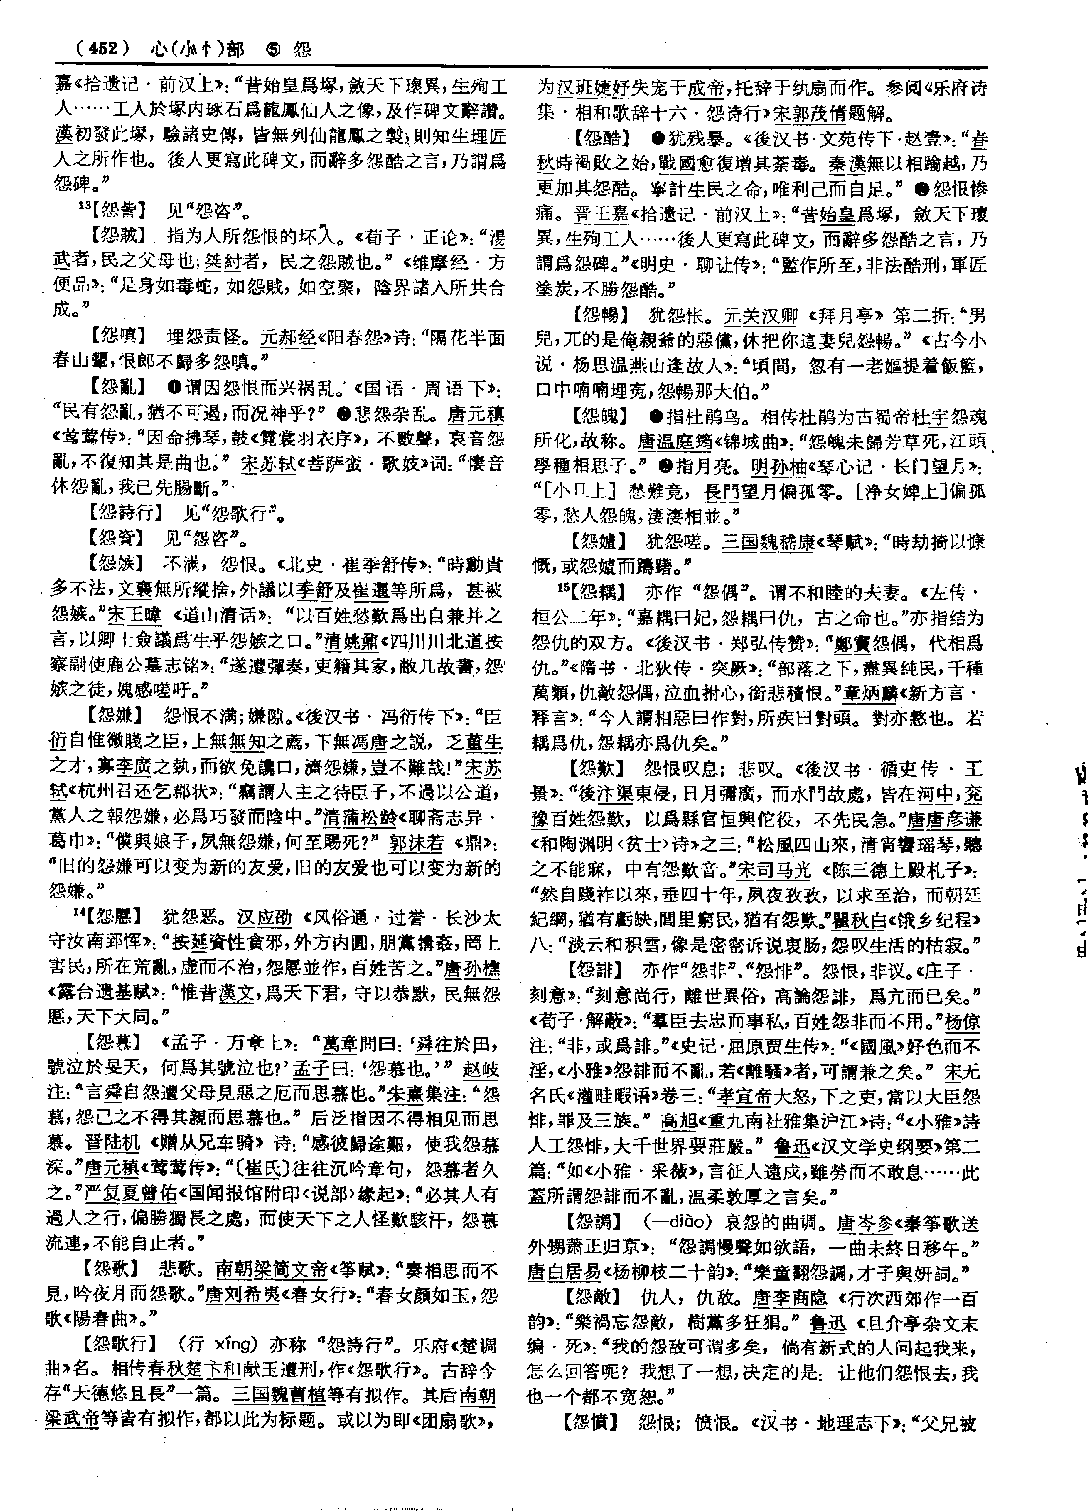 (452) 心(㣺忄)部 ⑤ 怨
嘉《拾遗记·前汉上》：“昔始皇爲塚，斂天下瓌異，生殉工
人……工人於塚内琢石爲龍鳳仙人之像，及作碑文辭讚。
漢初發此塚，驗諸史傳，皆無列仙龍鳳之製，則知生埋匠
人之所作也。後人更寫此碑文，而辭多怨酷之言，乃謂爲
怨碑。”
13【怨訾】 见“怨咨”。
【怨贼】 指为人所怨恨的坏人。《荀子·正论》：“湯
武者，民之父母也；桀紂者，民之怨賊也。”《维摩经·方
便品》：“是身如毒蛇，如怨賊，如空聚，陰界諸入所共合
成。”
【怨嗔】 埋怨责怪。元郝经《阳春怨》诗：“隔花半面
春山顰，恨郎不歸多怨嗔。”
【怨亂】 ❶谓因怨恨而兴祸乱。《国语·周语下》：
“民有怨亂，猶不可遏，而况神乎？”❷悲怨杂乱。唐元稹
《莺莺传》：“因命拂琴，鼓《霓裳羽衣序》，不數聲，哀音怨
亂，不復知其是曲也。”宋苏轼《菩萨蛮·歌妓》词：“悽音
休怨亂，我已先腸斷。”
【怨詩行】 见“怨歌行”。
【怨資】 见“怨咨”。
【怨嫉】 不满，怨恨。《北史·崔季舒传》：“時勳貴
多不法，文襄無所縱捨，外議以季舒及崔暹等所爲，甚被
怨嫉。”宋王暐《道山清话》：“以百姓愁歎爲出自兼并之
言，以卿士僉議爲生乎怨嫉之口。”清姚鼐《四川川北道按
察副使鹿公墓志铭》：“遂遭彈奏，吏籍其家，敝几故書，怨
嫉之徒，媿感嗟吁。”
【怨嫌】 怨恨不满；嫌隙。《後汉书·冯衍传下》：“臣
衍自惟微賤之臣，上無無知之薦，下無馮唐之説，乏董生
之才，寡李廣之埶，而欲免讒口，濟怨嫌，豈不難哉！”宋苏
轼《杭州召还乞郡状》：“竊謂人主之待臣子，不過以公道，
黨人之報怨嫌，必爲巧發而陰中。”清蒲松龄《聊斋志异·
葛巾》：“僕與娘子，夙無怨嫌，何至賜死？”郭沫若《鼎》：
“旧的怨嫌可以变为新的友爱，旧的友爱也可以变为新的
怨嫌。”
14【怨慝】 犹怨恶。汉应劭《风俗通·过誉·长沙太
守汝南郅恽》：“按延資性貪邪，外方内圓，朋黨搆姦，罔上
害民，所在荒亂，虚而不治，怨慝並作，百姓苦之。”唐孙樵
《露台遗基赋》：“惟昔漢文，爲天下君，守以恭默，民無怨
慝，天下大同。”
【怨慕】 《孟子·万章上》：“萬章問曰：‘舜往於田，
號泣於旻天，何爲其號泣也？’孟子曰：‘怨慕也。’”赵岐
注：“言舜自怨遭父母見惡之厄而思慕也。”朱熹集注：“怨
慕，怨己之不得其親而思慕也。”后泛指因不得相见而思
慕。晋陆机《赠从兄车骑》诗：“感彼歸途艱，使我怨慕
深。”唐元稹《莺莺传》：“〔崔氏〕往往沉吟章句，怨慕者久
之。”严复夏曾佑《国闻报馆附印〈说部〉缘起》：“必其人有
過人之行，偏勝獨長之處，而使天下之人怪歎駭汗，怨慕
流連，不能自止者。”
【怨歌】 悲歌。南朝梁简文帝《筝赋》：“奏相思而不
見，吟夜月而怨歌。”唐刘希夷《春女行》：“春女顔如玉，怨
歌《陽春曲》。”
【怨歌行】 （行 xíng）亦称“怨詩行”。乐府《楚调
曲》名。相传春秋楚卞和献玉遭刑，作《怨歌行》。古辞今
存“天德悠且長”一篇。三国魏曹植等有拟作。其后南朝
梁武帝等皆有拟作，都以此为标题。或以为即《团扇歌》，
为汉班婕妤失宠于成帝，托辞于纨扇而作。参阅《乐府诗
集·相和歌辞十六·怨诗行》宋郭茂倩题解。
【怨酷】 ❶犹残暴。《後汉书·文苑传下·赵壹》：“春
秋時禍敗之始，戰國愈復增其荼毒。秦漢無以相踰越，乃
更加其怨酷。寧計生民之命，唯利己而自足。”❷怨恨惨
痛。晋王嘉《拾遗记·前汉上》：“昔始皇爲塚，斂天下瓌
異，生殉工人……後人更寫此碑文，而辭多怨酷之言，乃
謂爲怨碑。”《明史·聊让传》：“監作所至，非法酷刑，軍匠
塗炭，不勝怨酷。”
【怨暢】 犹怨怅。元关汉卿《拜月亭》第二折：“男
兒，兀的是俺親爺的惡儻，休把你這妻兒怨暢。”《古今小
说·杨思温燕山逢故人》：“頃間，忽有一老嫗提着飯籃，
口中喃喃埋寃，怨暢那大伯。”
【怨魄】 ❶指杜鹃鸟。相传杜鹃为古蜀帝杜宇怨魂
所化，故称。唐温庭筠《锦城曲》：“怨魄未歸芳草死，江頭
學種相思子。”❷指月亮。明孙柚《琴心记·长门望月》：
“〔小旦上〕愁難竟，長門望月偏孤零。〔浄女婢上〕偏孤
零，愁人怨魄，淒淒相並。”
【怨㜘】 犹怨嗟。三国魏嵇康《琴赋》：“時劫掎以慷
慨，或怨㜘而躊躇。”
15【怨耦】 亦作“怨偶”。谓不和睦的夫妻。《左传·
桓公二年》：“嘉耦曰妃，怨耦曰仇，古之命也。”亦指结为
怨仇的双方。《後汉书·郑弘传赞》：“鄭竇怨偶，代相爲
仇。”《隋书·北狄传·突厥》：“部落之下，盡異純民，千種
萬類，仇敵怨偶，泣血拊心，銜悲積恨。”章炳麟《新方言·
释言》：“今人謂相惡曰作對，所疾曰對頭。對亦憝也。若
耦爲仇，怨耦亦爲仇矣。”
【怨歎】 怨恨叹息；悲叹。《後汉书·循吏传·王
景》：“後汴渠東侵，日月彌廣，而水門故處，皆在河中，兗
豫百姓怨歎，以爲縣官恒興佗役，不先民急。”唐唐彦谦
《和陶渊明〈贫士〉诗》之三：“松風四山來，清宵響瑶琴，聽
之不能寐，中有怨歎音。”宋司马光《陈三德上殿札子》：
“然自踐祚以來，垂四十年，夙夜孜孜，以求至治，而朝廷
紀綱，猶有虧缺，閭里窮民，猶有怨歎。”瞿秋白《饿乡纪程》
八：“淡云和积雪，像是密密诉说衷肠，怨叹生活的枯寂。”
【怨誹】 亦作“怨非”、“怨悱”。怨恨，非议。《庄子·
刻意》：“刻意尚行，離世異俗，高論怨誹，爲亢而已矣。”
《荀子·解蔽》：“羣臣去忠而事私，百姓怨非而不用。”杨倞
注：“非，或爲誹。”《史记·屈原贾生传》：“《國風》好色而不
淫，《小雅》怨誹而不亂，若《離騷》者，可謂兼之矣。”宋无
名氏《灌畦暇语》卷三：“孝宣帝大怒，下之吏，當以大臣怨
悱，罪及三族。”高旭《重九南社雅集沪江》诗：“《小雅》詩
人工怨悱，大千世界要莊嚴。”鲁迅《汉文学史纲要》第二
篇：“如《小雅·采薇》，言征人遠戍，雖勞而不敢息……此
蓋所謂怨誹而不亂，温柔敦厚之言矣。”
【怨調】 （—diào）哀怨的曲调。唐岑参《秦筝歌送
外甥萧正归京》：“怨調慢聲如欲語，一曲未終日移午。”
唐白居易《杨柳枝二十韵》：“樂童翻怨調，才子與妍詞。”
【怨敵】 仇人，仇敌。唐李商隐《行次西郊作一百
韵》：“樂禍忘怨敵，樹黨多狂狷。”鲁迅《且介亭杂文末
编·死》：“我的怨敌可谓多矣，倘有新式的人问起我来，
怎么回答呢？我想了一想，决定的是：让他们怨恨去，我
也一个都不宽恕。”
【怨憤】 怨恨；愤恨。《汉书·地理志下》：“父兄被